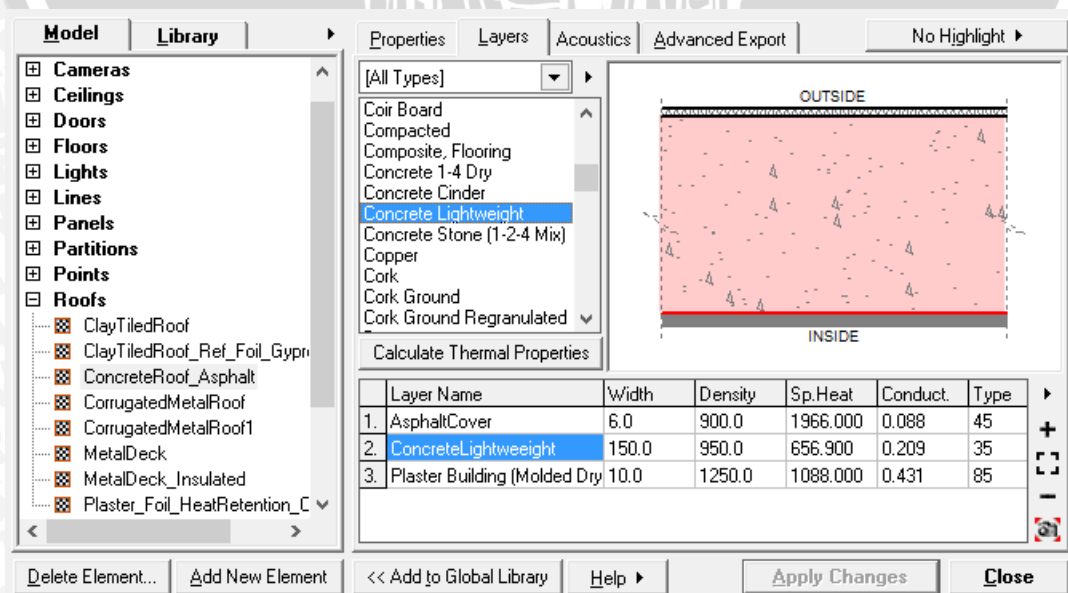 Model
Library
Cameras
Ceilings
Doors
Floors
Lights
Lines
Panels
Partitions
Points
Roofs
ClayTiledRoof
ClayTiledRoof_Ref_Foil_Gypr
ConcreteRoof_Asphalt
CorrugatedMetalRoof
CorrugatedMetalRoof1
MetalDeck
MetalDeck_Insulated
Plaster_Foil_HeatRetention_C
Delete Element...
Add New Element
Properties
Layers
Acoustics
Advanced Export
No Highlight
[All Types]
Coir Board
Compacted
Composite, Flooring
Concrete 1-4 Dry
Concrete Cinder
Concrete Lightweight
Concrete Stone (1-2-4 Mix)
Copper
Cork
Cork Ground
Cork Ground Regranulated
Calculate Thermal Properties
OUTSIDE
INSIDE
Layer Name Width Density Sp.Heat Conduct. Type
1. AsphaltCover 6.0 900.0 1966.000 0.088 45
2. ConcreteLightweeight 150.0 950.0 656.900 0.209 35
3. Plaster Building (Molded Dry 10.0 1250.0 1088.000 0.431 85
<< Add to Global Library
Help
Apply Changes
Close